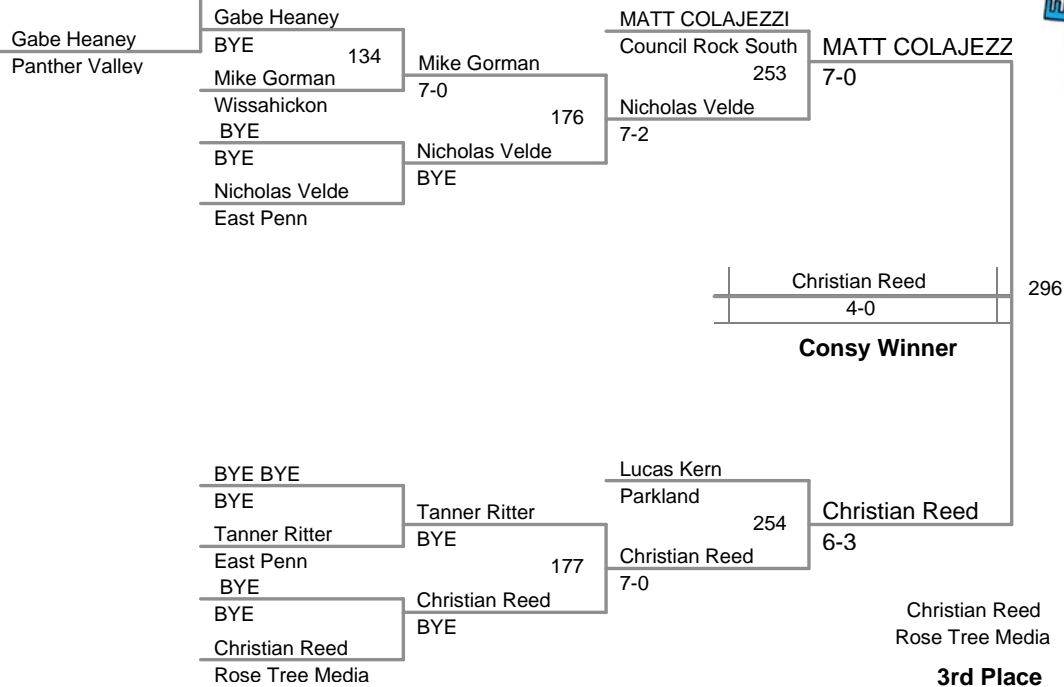 Gabe Heaney
Panther Valley
Gabe Heaney
BYE
134
Mike Gorman
Wissahickon
BYE
BYE
Nicholas Velde
East Penn
Mike Gorman
7-0
176
Nicholas Velde
BYE
MATT COLAJEZZI
Council Rock South
253
Nicholas Velde
7-2
MATT COLAJEZZ
7-0
Christian Reed
4-0
296
Consy Winner
BYE BYE
BYE
Tanner Ritter
East Penn
BYE
BYE
Christian Reed
Rose Tree Media
Tanner Ritter
BYE
177
Christian Reed
BYE
Lucas Kern
Parkland
254
Christian Reed
7-0
Christian Reed
6-3
Christian Reed
Rose Tree Media
3rd Place